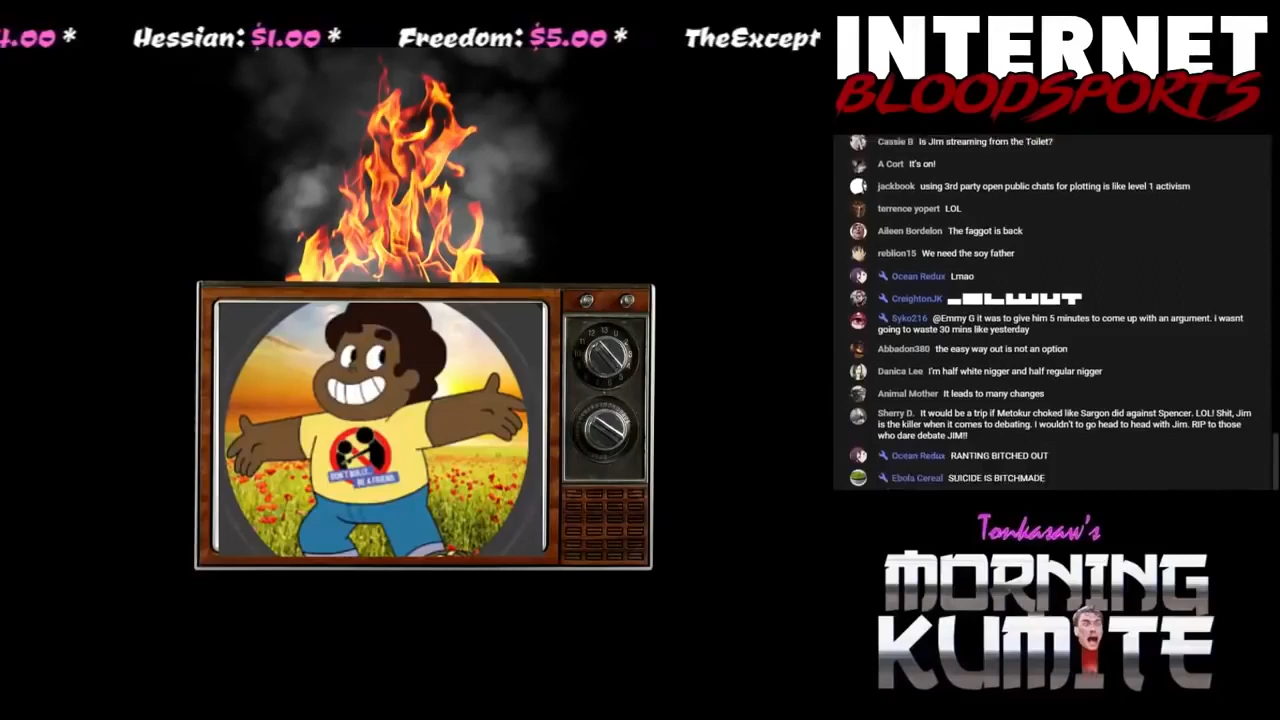 4.00 * Hessian: $1.00 * Freedom: $5.00 * TheExcept
INTERNET
BLOODSPORTS
Cassie B Is Jim streaming from the Toilet?
A Cort It's on!
jackbook using 3rd party open public chats for plotting is like level 1 activism
terrence yopert LOL
Aileen Bordelon The faggot is back
reblion15 We need the soy father
Ocean Redux Lmao
CreightonJK
Syko216 @Emmy G it was to give him 5 minutes to come up with an argument. i wasnt
going to waste 30 mins like yesterday
Abbadon380 the easy way out is not an option
Danica Lee I'm half white nigger and half regular nigger
Animal Mother It leads to many changes
Sherry D. It would be a trip if Metokur choked like Sargon did against Spencer. LOL! Shit, Jim
is the killer when it comes to debating. I wouldn't to go head to head with Jim. RIP to those
who dare debate JIM!!
Ocean Redux RANTING BITCHED OUT
Ebola Cereal SUICIDE IS BITCHMADE
DON'T BULLY...
BE A FRIEND
Tonkasaw's
MORNING
KUMITE